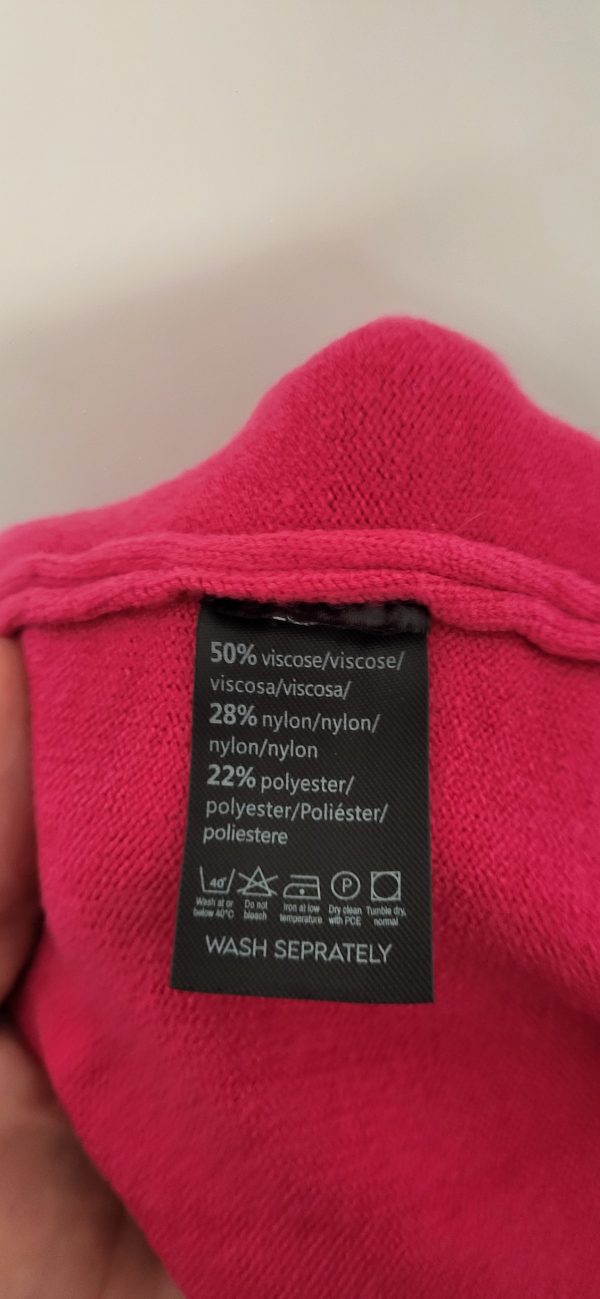 50% viscose/viscose/
viscosa/viscosa/
28% nylon/nylon/
nylon/nylon
22% polyester/
polyester/Poliéster/
poliestere
40° P
Wash at or Do not Iron at low Dry clean Tumble dry,
below 40°C bleach temperature with PCE normal
WASH SEPRATELY